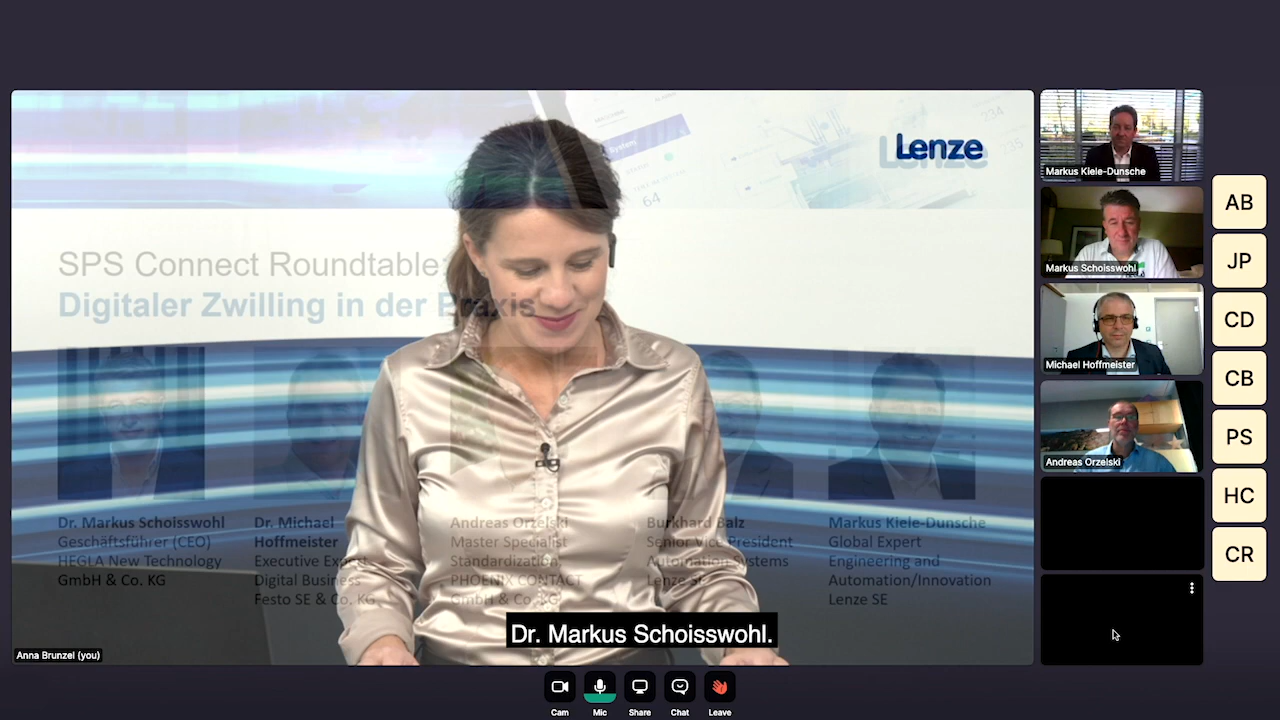 Lenze
System
64
234
235
SPS Connect Roundtable:
Digitaler Zwilling in der Praxis
Dr. Markus Schoisswohl
Geschäftsführer (CEO)
HEGLA New Technology
GmbH & Co. KG
Dr. Michael
Hoffmeister
Executive Expert
Digital Business
Festo SE & Co. KG
Andreas Orzelski
Master Specialist
Standardization,
PHOENIX CONTACT
GmbH & Co. KG
Burkhard Balz
Senior Vice President
Automation Systems
Lenze SE
Markus Kiele-Dunsche
Global Expert
Engineering and
Automation/Innovation
Lenze SE
Dr. Markus Schoisswohl.
Anna Brunzel (you)
Markus Kiele-Dunsche
Markus Schoisswohl
Michael Hoffmeister
Andreas Orzelski
AB
JP
CD
CB
PS
HC
CR
Cam
Mic
Share
Chat
Leave